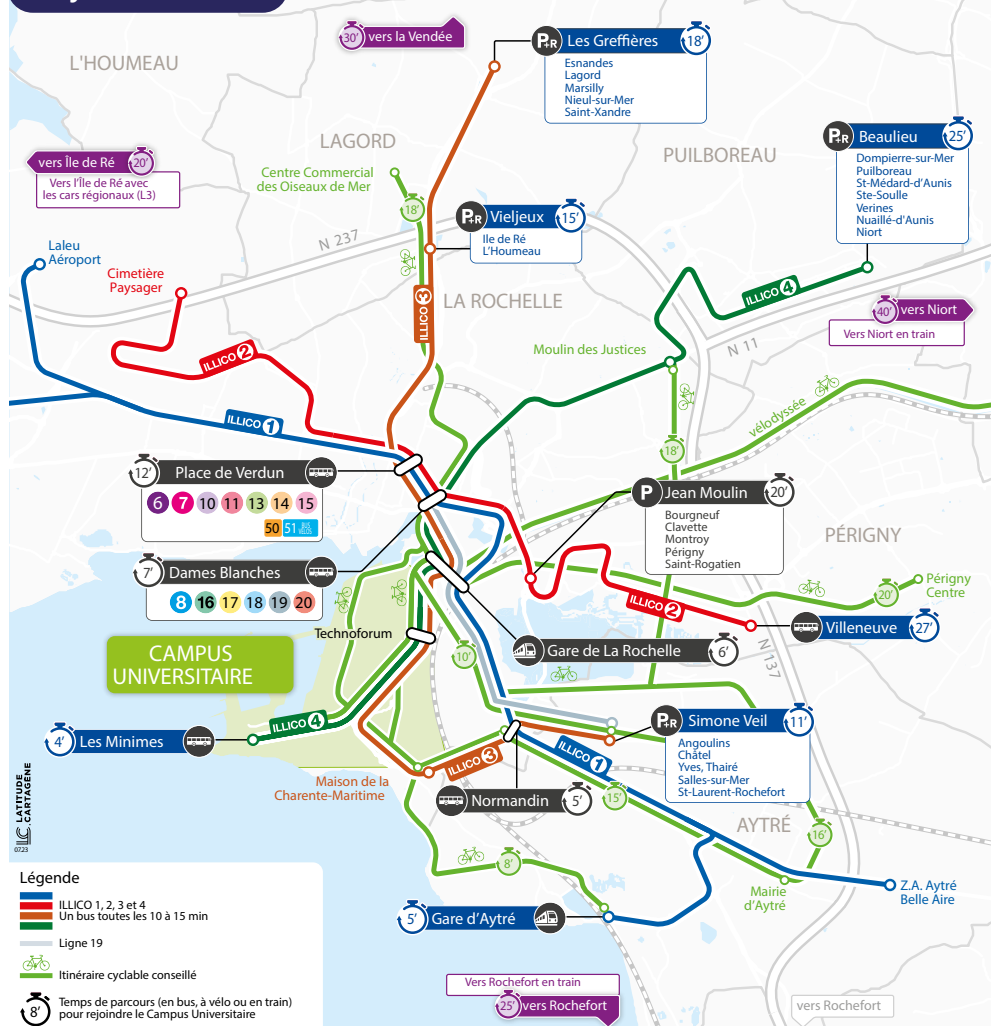 30' vers la Vendée
L'HOUMEAU
P+R Les Greffières 18'
Esnandes
Lagord
Marsilly
Nieul-sur-Mer
Saint-Xandre
LAGORD
PUILBOREAU
P+R Beaulieu 25'
Dompierre-sur-Mer
Puilboreau
St-Médard-d'Aunis
Ste-Soulle
Verines
Nuaillé-d'Aunis
Niort
vers Île de Ré 20'
Vers l'Île de Ré avec
les cars régionaux (L3)
Centre Commercial
des Oiseaux de Mer
18'
P+R Vieljeux 15'
Ile de Ré
L'Houmeau
N 237
Laleu
Aéroport
Cimetière
Paysager
LA ROCHELLE
ILLICO 3
ILLICO 4
40' vers Niort
Vers Niort en train
N 11
ILLICO 2
Moulin des Justices
ILLICO 1
vélodyssée
18'
12' Place de Verdun
6 7 10 11 13 14 15
50 51
P Jean Moulin 20'
Bourgneuf
Clavette
Montroy
Périgny
Saint-Rogatien
PÉRIGNY
7' Dames Blanches
8 16 17 18 19 20
Périgny
Centre
20'
ILLICO 2
Villeneuve 27'
Technoforum
CAMPUS
UNIVERSITAIRE
10'
Gare de La Rochelle 6'
N 137
4' Les Minimes
ILLICO 4
P+R Simone Veil 11'
Angoulins
Châtel
Yves, Thairé
Salles-sur-Mer
St-Laurent-Rochefort
ILLICO 1
ILLICO 3
Maison de la
Charente-Maritime
Normandin 5'
15'
AYTRÉ
16'
8'
Mairie
d'Aytré
Z.A. Aytré
Belle Aire
5' Gare d'Aytré
LATITUDE
CARTAGÈNE
0723
Légende
ILLICO 1, 2, 3 et 4
Un bus toutes les 10 à 15 min
Ligne 19
Itinéraire cyclable conseillé
8' Temps de parcours (en bus, à vélo ou en train)
pour rejoindre le Campus Universitaire
Vers Rochefort en train
25' vers Rochefort
vers Rochefort